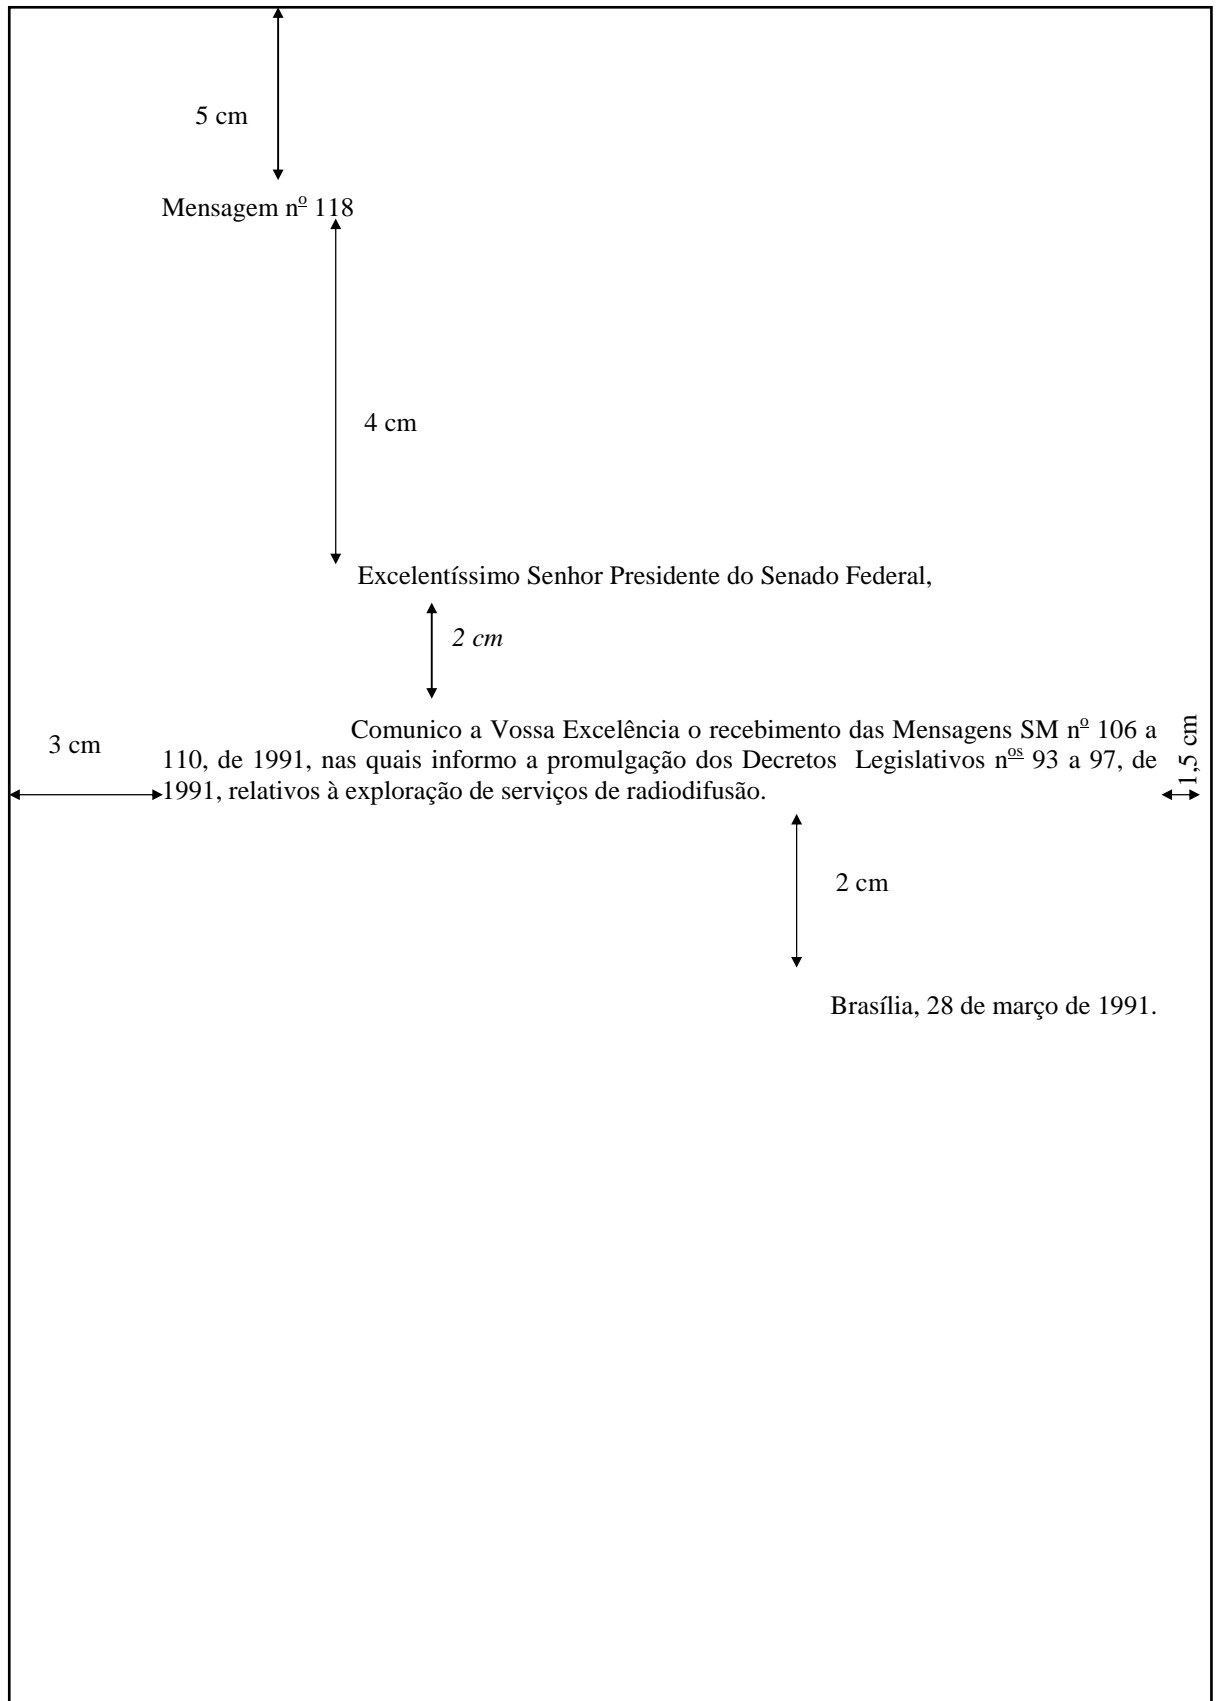 5 cm
Mensagem nº 118
4 cm
Excelentíssimo Senhor Presidente do Senado Federal,
2 cm
Comunico a Vossa Excelência o recebimento das Mensagens SM nº 106 a
110, de 1991, nas quais informo a promulgação dos Decretos Legislativos nºs 93 a 97, de
1991, relativos à exploração de serviços de radiodifusão.
3 cm
1,5 cm
2 cm
Brasília, 28 de março de 1991.